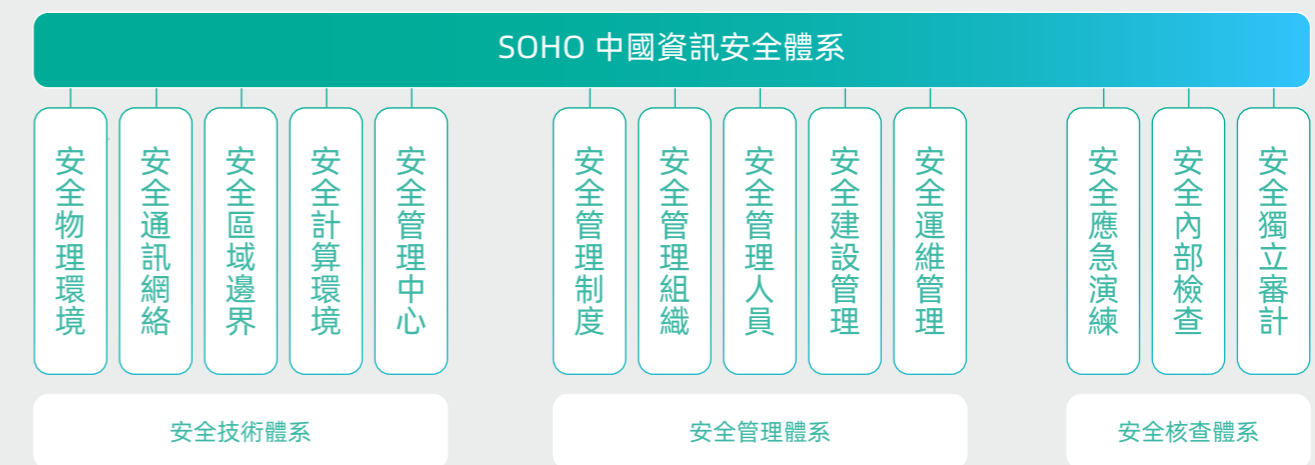 SOHO 中國資訊安全體系
安全物理環境
安全通訊網絡
安全區域邊界
安全計算環境
安全管理中心
安全管理制度
安全管理組織
安全管理人員
安全建設管理
安全運維管理
安全應急演練
安全內部檢查
安全獨立審計
安全技術體系
安全管理體系
安全核查體系